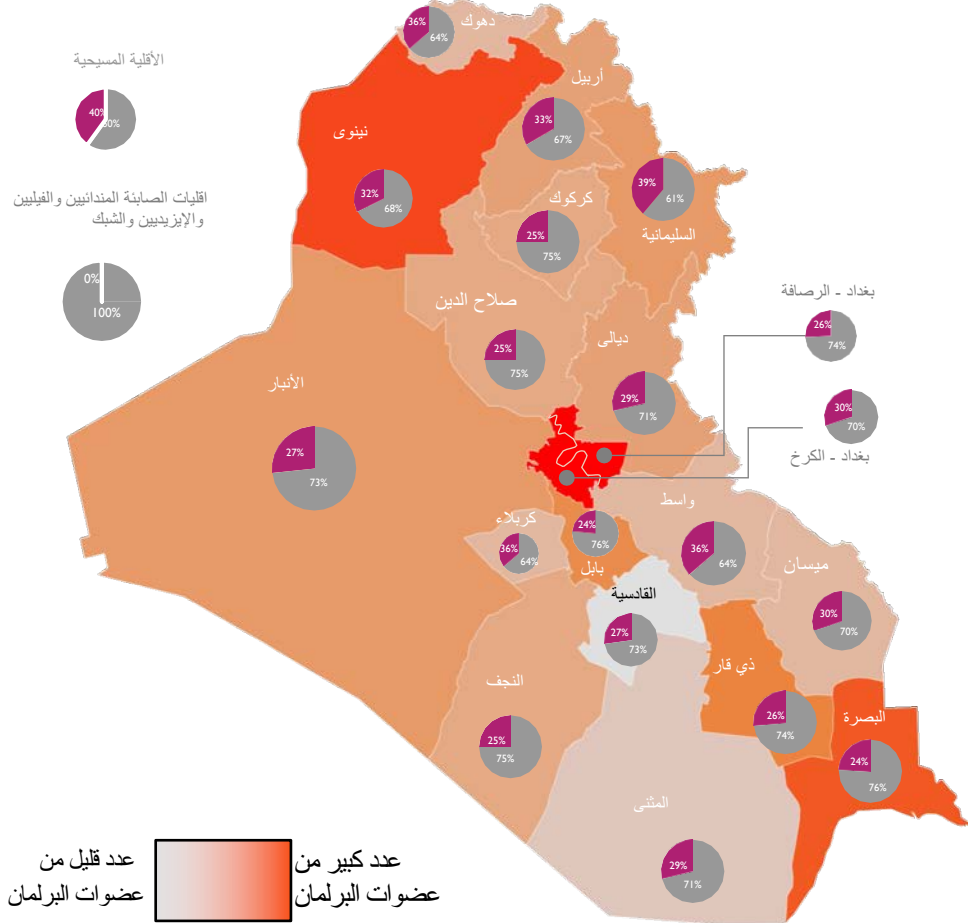 دهوك
36%
64%
الأقلية المسيحية
40%
60%
أربيل
33%
67%
نينوى
32%
68%
39%
61%
السليمانية
كركوك
25%
75%
اقليات الصابئة المندائيين والفيليين
والإيزيديين والشبك
0%
100%
صلاح الدين
25%
75%
ديالى
29%
71%
بغداد - الرصافة
26%
74%
30%
70%
بغداد - الكرخ
الأنبار
27%
73%
واسط
36%
64%
كربلاء
36%
64%
24%
76%
بابل
ميسان
30%
70%
القادسية
27%
73%
النجف
25%
75%
ذي قار
26%
74%
البصرة
24%
76%
المثنى
29%
71%
عدد كبير من
عضوات البرلمان
عدد قليل من
عضوات البرلمان